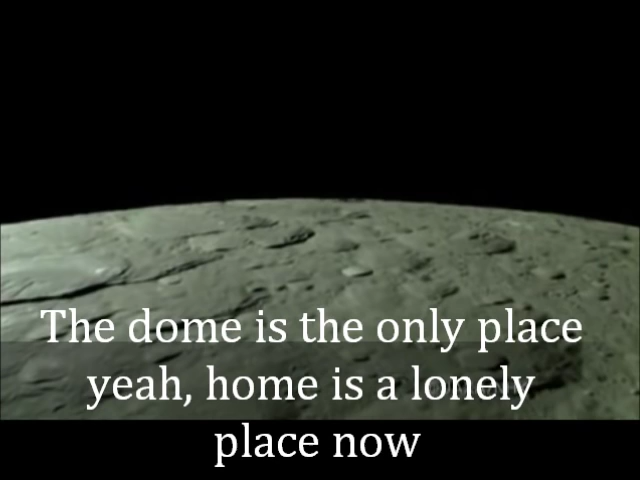 The dome is the only place
yeah, home is a lonely
place now